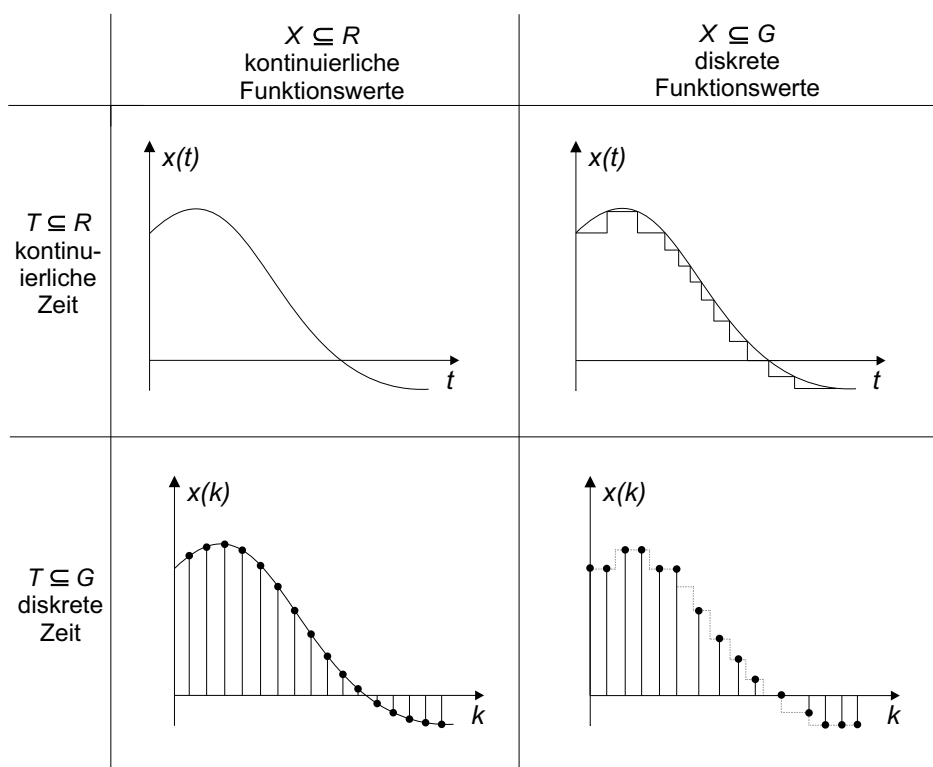 X ⊆ R
kontinuierliche
Funktionswerte
X ⊆ G
diskrete
Funktionswerte
T ⊆ R
kontinu-
ierliche
Zeit
x(t)
t
x(t)
t
T ⊆ G
diskrete
Zeit
x(k)
k
x(k)
k